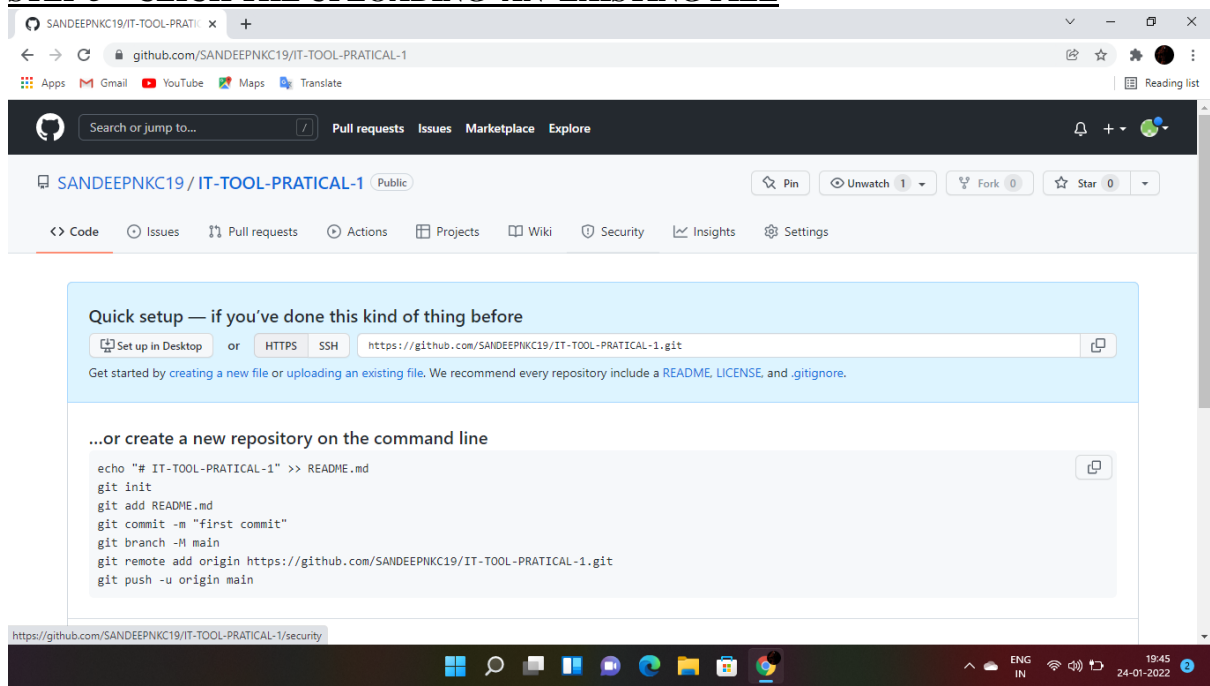 SANDEEPNKC19/IT-TOOL-PRATIC
github.com/SANDEEPNKC19/IT-TOOL-PRATICAL-1
Apps Gmail YouTube Maps Translate Reading list
Search or jump to... / Pull requests Issues Marketplace Explore
SANDEEPNKC19 / IT-TOOL-PRATICAL-1 Public Pin Unwatch 1 Fork 0 Star 0
<> Code Issues Pull requests Actions Projects Wiki Security Insights Settings
Quick setup — if you've done this kind of thing before
Set up in Desktop or HTTPS SSH https://github.com/SANDEEPNKC19/IT-TOOL-PRATICAL-1.git
Get started by creating a new file or uploading an existing file. We recommend every repository include a README, LICENSE, and .gitignore.
…or create a new repository on the command line
echo "# IT-TOOL-PRATICAL-1" >> README.md
git init
git add README.md
git commit -m "first commit"
git branch -M main
git remote add origin https://github.com/SANDEEPNKC19/IT-TOOL-PRATICAL-1.git
git push -u origin main
https://github.com/SANDEEPNKC19/IT-TOOL-PRATICAL-1/security
ENG 19:45
IN 24-01-2022 2